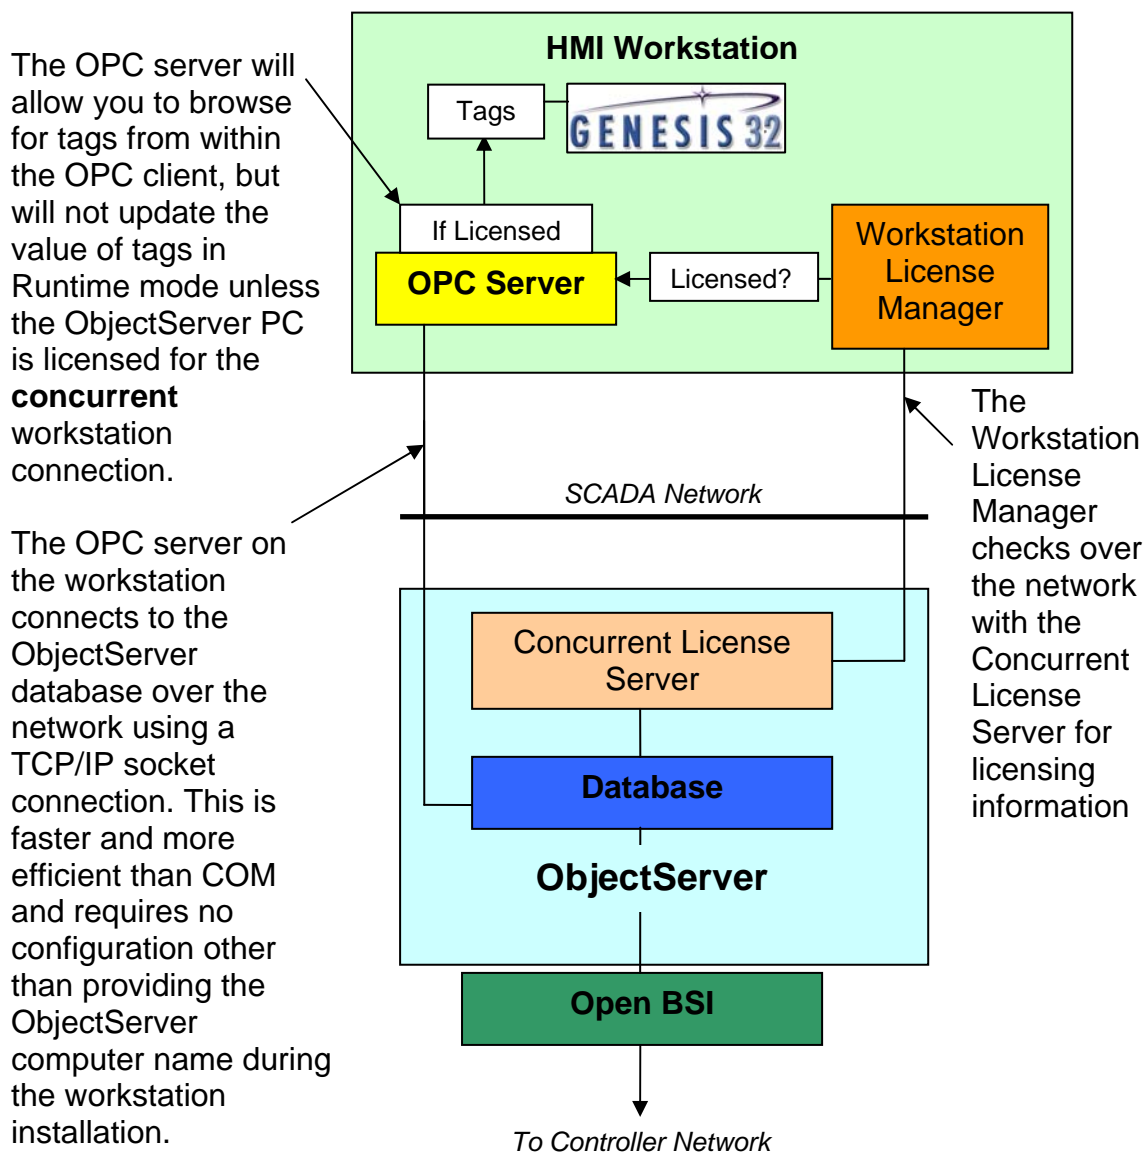 The OPC server will
allow you to browse
for tags from within
the OPC client, but
will not update the
value of tags in
Runtime mode unless
the ObjectServer PC
is licensed for the
concurrent
workstation
connection.
The OPC server on
the workstation
connects to the
ObjectServer
database over the
network using a
TCP/IP socket
connection. This is
faster and more
efficient than COM
and requires no
configuration other
than providing the
ObjectServer
computer name during
the workstation
installation.
HMI Workstation
Tags
GENESIS 32
If Licensed
OPC Server
Licensed?
Workstation
License
Manager
SCADA Network
Concurrent License
Server
Database
ObjectServer
Open BSI
To Controller Network
The
Workstation
License
Manager
checks over
the network
with the
Concurrent
License
Server for
licensing
information